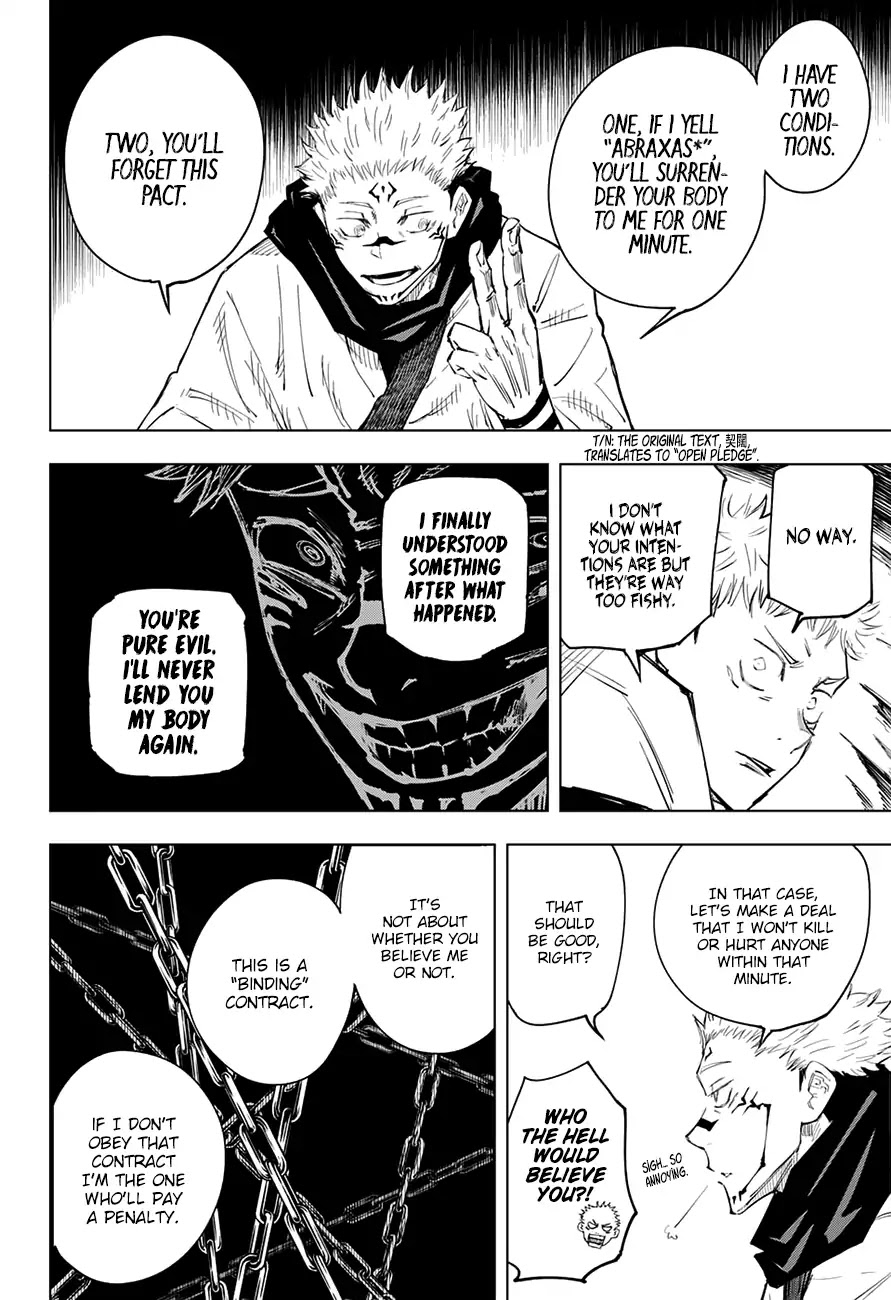 I HAVE
TWO
CONDI-
TIONS.
ONE, IF I YELL
"ABRAXAS*",
YOU'LL SURREN-
DER YOUR BODY
TO ME FOR ONE
MINUTE.
TWO, YOU'LL
FORGET THIS
PACT.
T/N: THE ORIGINAL TEXT, 契闊,
TRANSLATES TO "OPEN PLEDGE".
NO WAY.
I DON'T
KNOW WHAT
YOUR INTEN-
TIONS ARE BUT
THEY'RE WAY
TOO FISHY.
I FINALLY
UNDERSTOOD
SOMETHING
AFTER WHAT
HAPPENED.
YOU'RE
PURE EVIL.
I'LL NEVER
LEND YOU
MY BODY
AGAIN.
IN THAT CASE,
LET'S MAKE A DEAL
THAT I WON'T KILL
OR HURT ANYONE
WITHIN THAT
MINUTE.
THAT
SHOULD
BE GOOD,
RIGHT?
WHO
THE HELL
WOULD
BELIEVE
YOU?!
SIGH... SO
ANNOYING.
IT'S
NOT ABOUT
WHETHER YOU
BELIEVE ME
OR NOT.
THIS IS A
"BINDING"
CONTRACT.
IF I DON'T
OBEY THAT
CONTRACT
I'M THE ONE
WHO'LL PAY
A PENALTY.